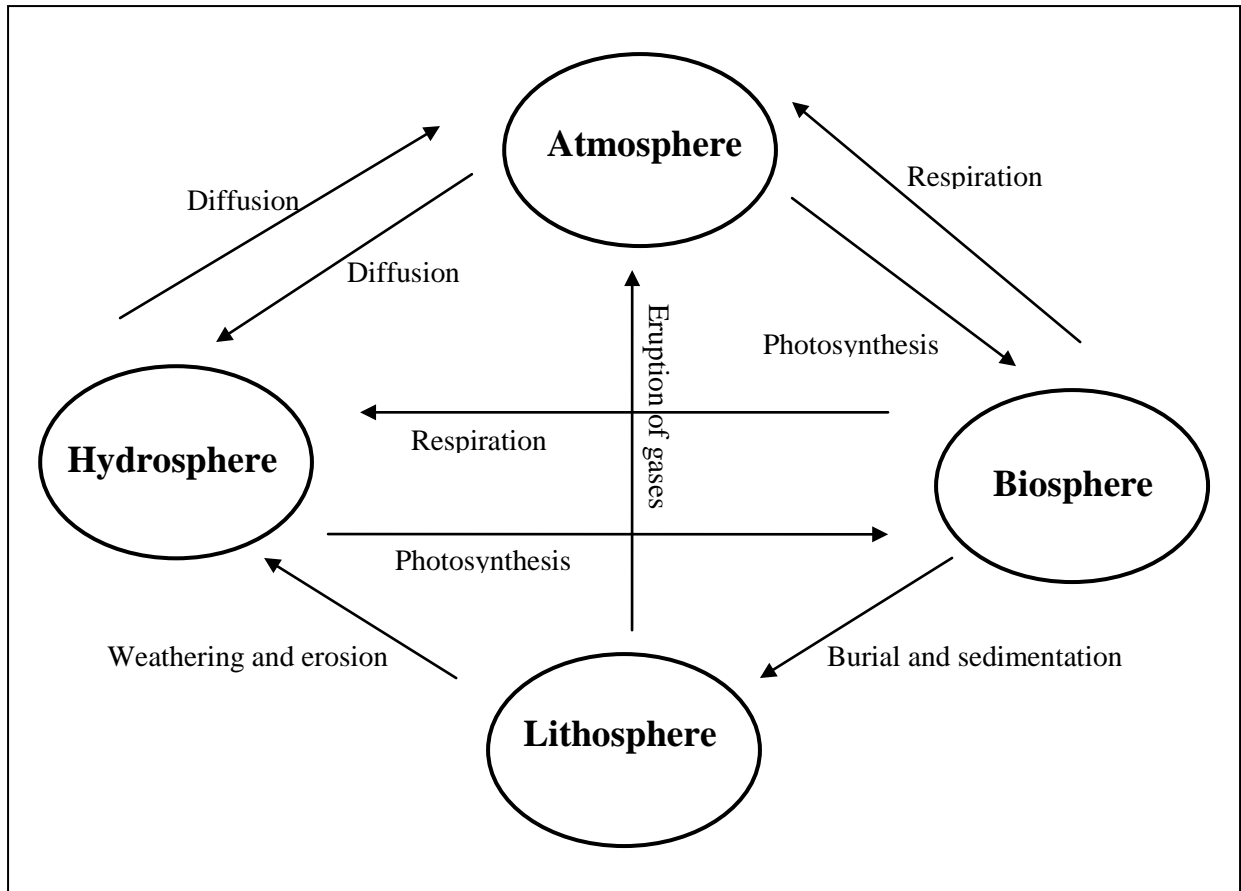 Atmosphere
Respiration
Diffusion
Diffusion
Eruption of gases
Photosynthesis
Respiration
Hydrosphere
Biosphere
Photosynthesis
Weathering and erosion
Burial and sedimentation
Lithosphere